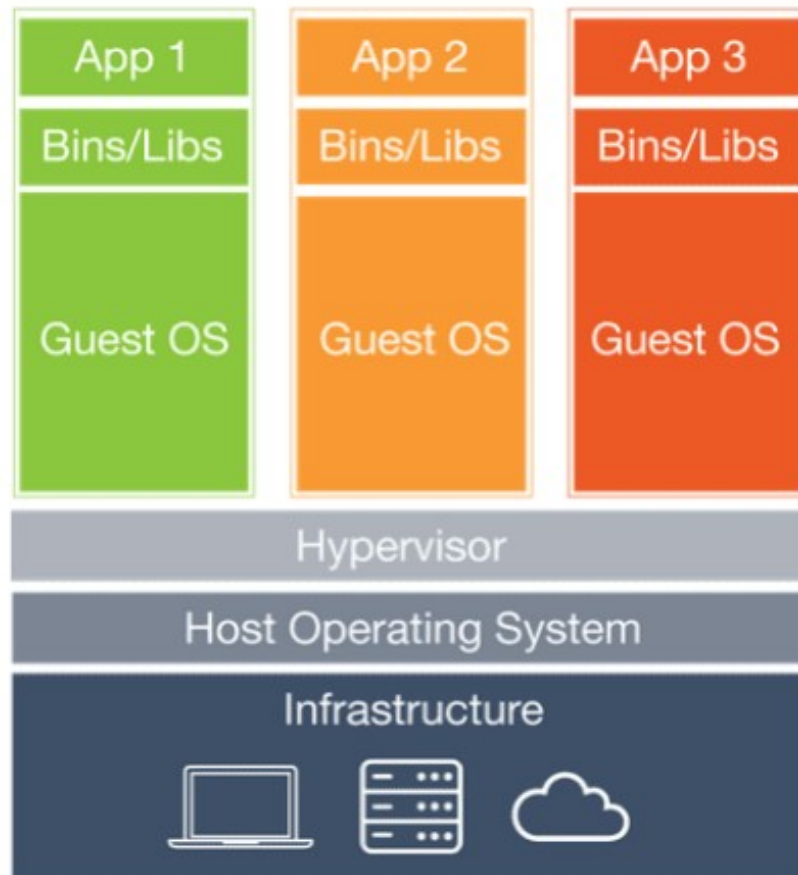 App 1
App 2
App 3
Bins/Libs
Bins/Libs
Bins/Libs
Guest OS
Guest OS
Guest OS
Hypervisor
Host Operating System
Infrastructure